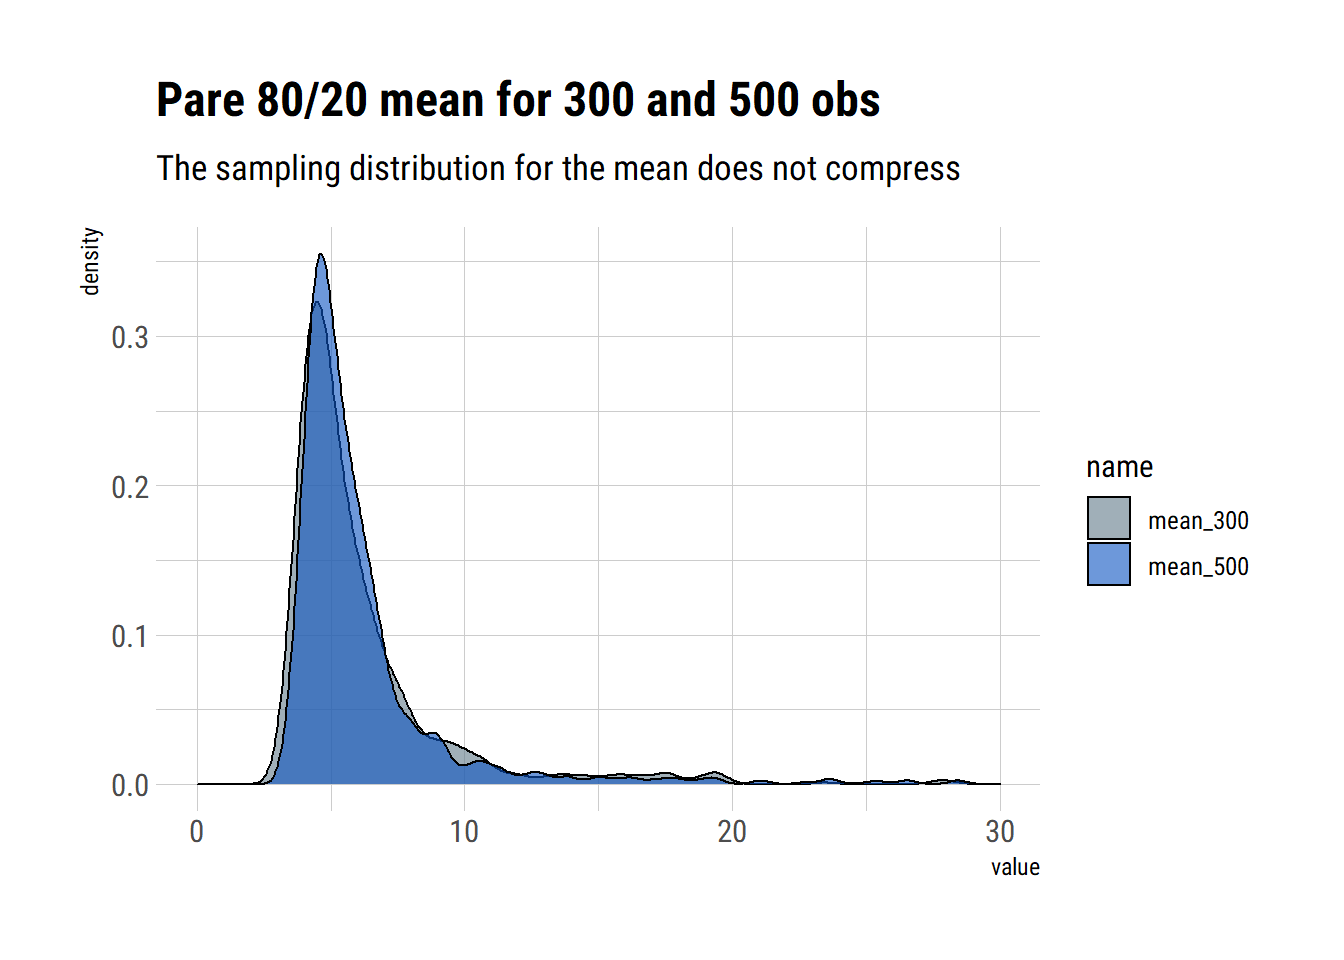 Pare 80/20 mean for 300 and 500 obs
The sampling distribution for the mean does not compress
density
0.3
0.2
0.1
0.0
0
10
20
30
value
name
mean_300
mean_500